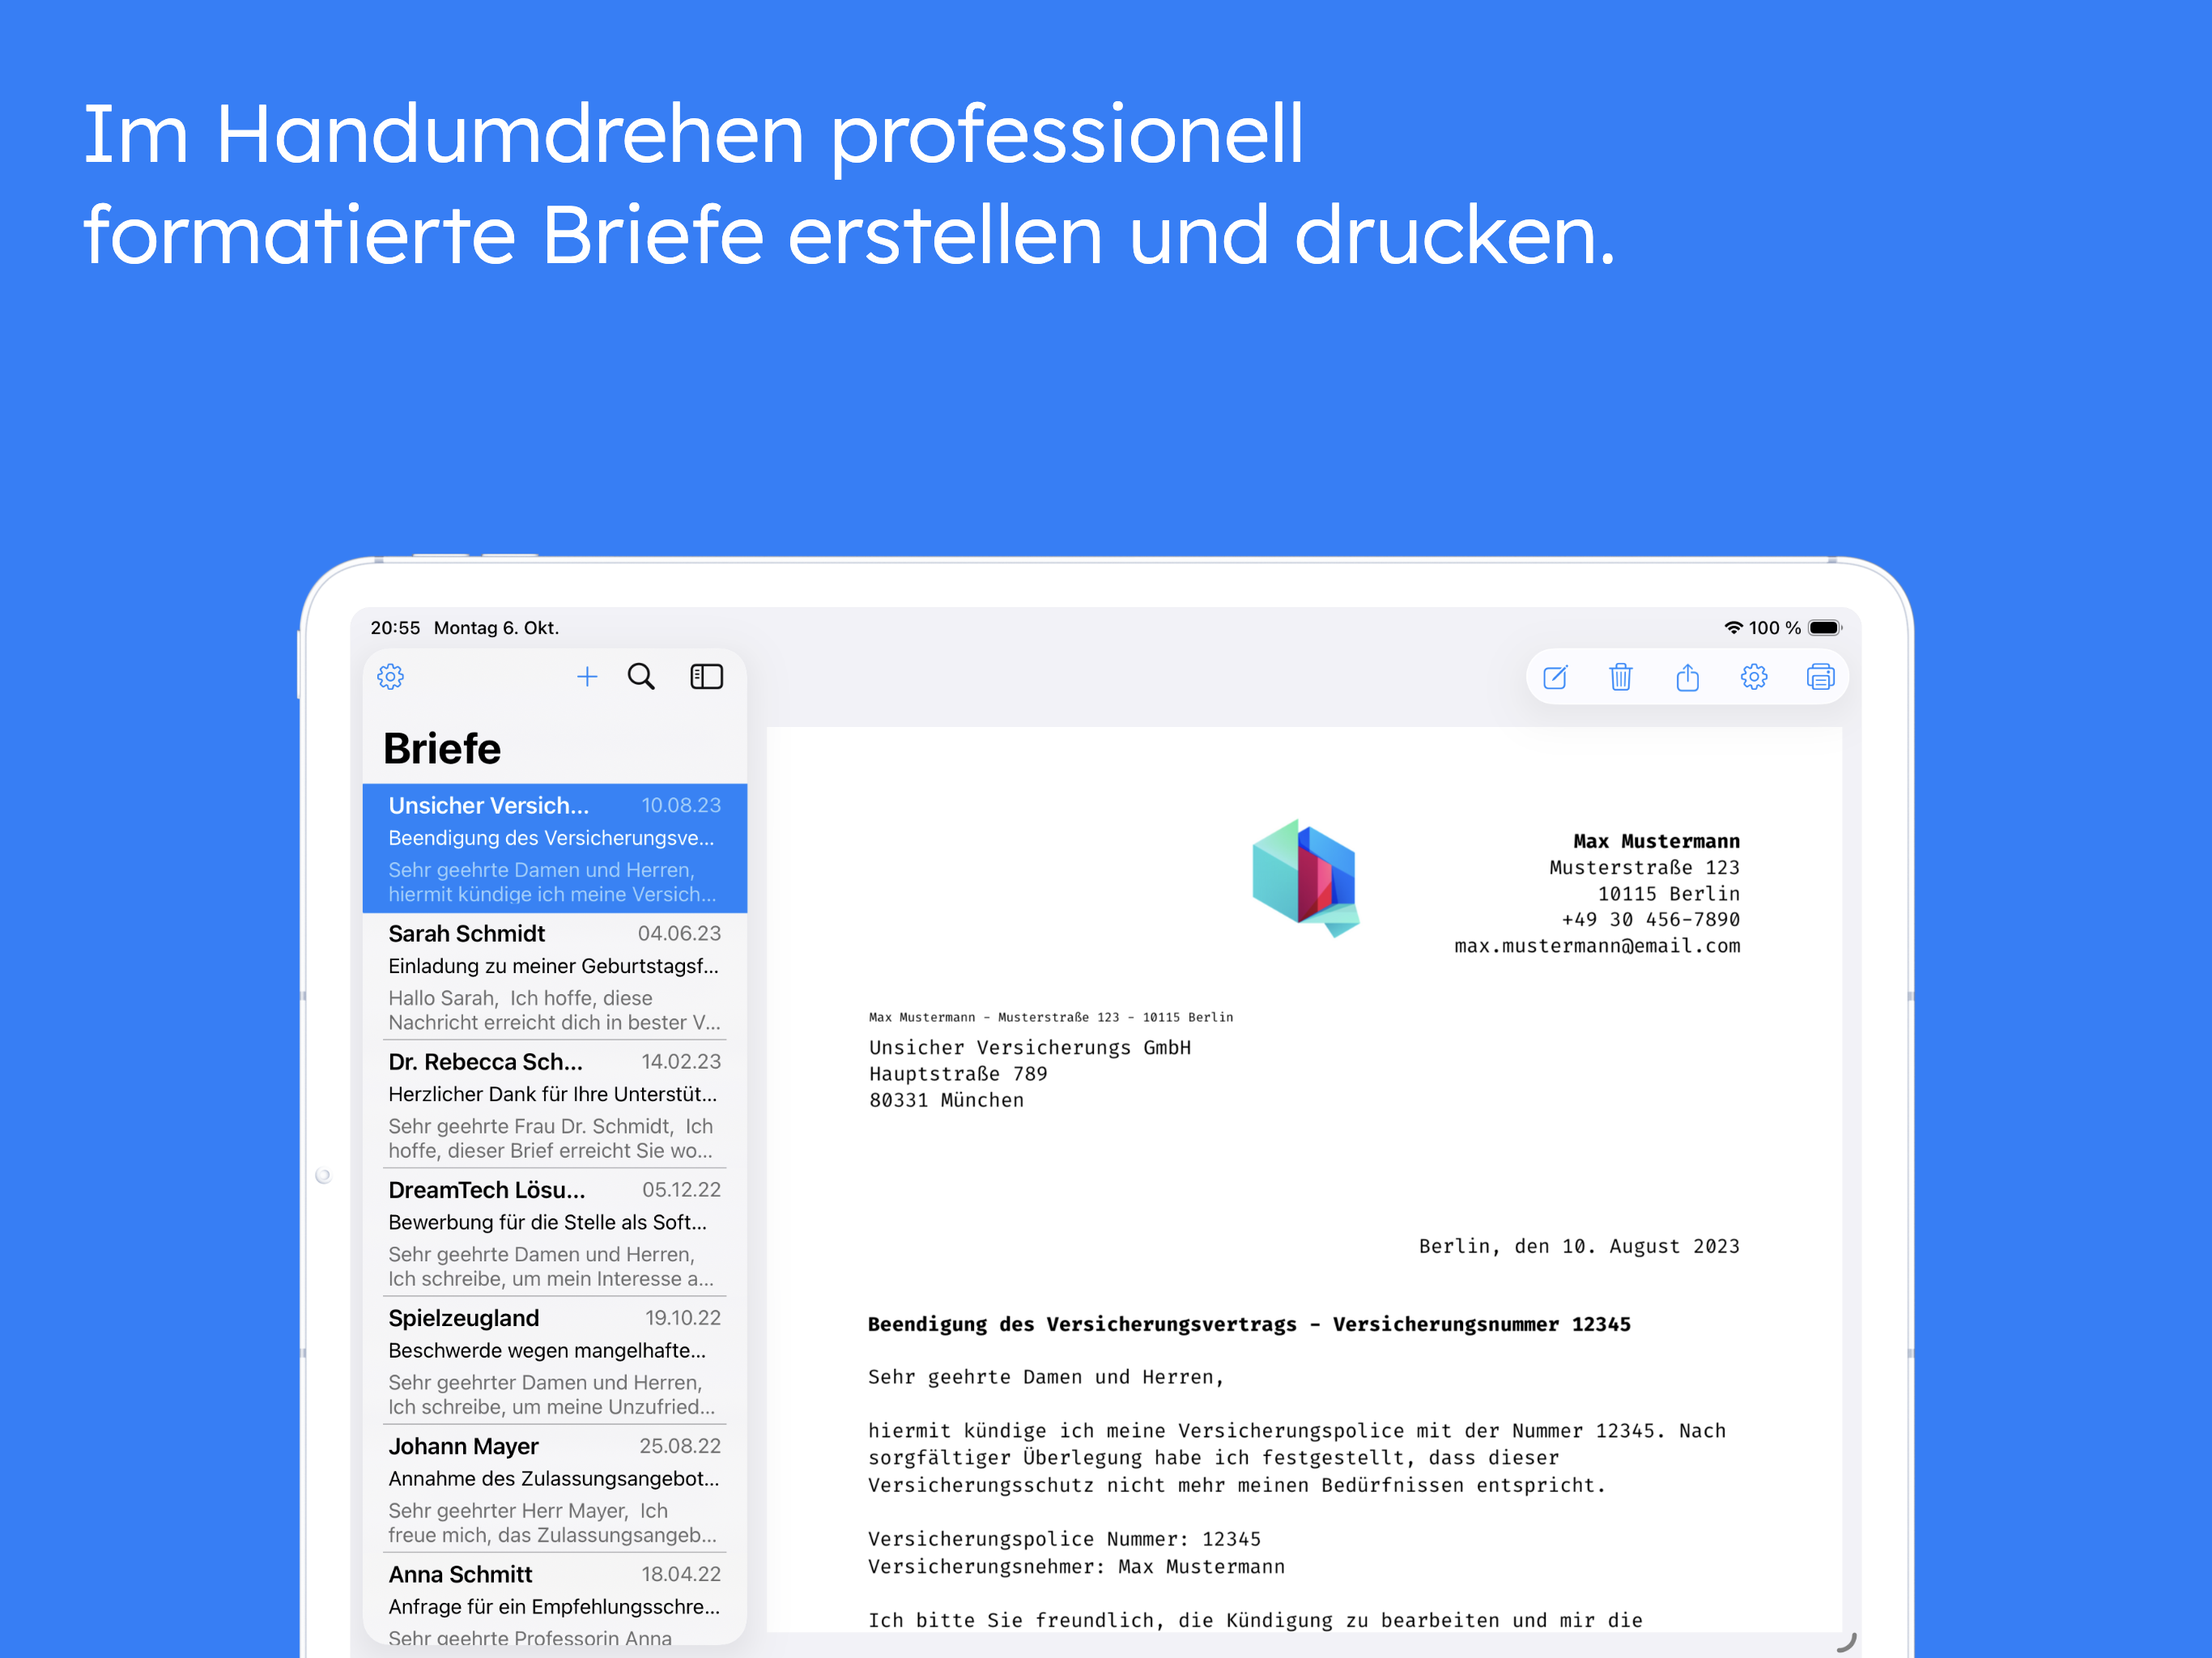 Im Handumdrehen professionell
formatierte Briefe erstellen und drucken.
20:55 Montag 6. Okt.
100 %
Briefe
Unsicher Versich... 10.08.23
Beendigung des Versicherungsve...
Sehr geehrte Damen und Herren,
hiermit kündige ich meine Versich...
Sarah Schmidt 04.06.23
Einladung zu meiner Geburtstagsf...
Hallo Sarah, Ich hoffe, diese
Nachricht erreicht dich in bester V...
Dr. Rebecca Sch... 14.02.23
Herzlicher Dank für Ihre Unterstüt...
Sehr geehrte Frau Dr. Schmidt, Ich
hoffe, dieser Brief erreicht Sie wo...
DreamTech Lösu... 05.12.22
Bewerbung für die Stelle als Soft...
Sehr geehrte Damen und Herren,
Ich schreibe, um mein Interesse a...
Spielzeugland 19.10.22
Beschwerde wegen mangelhafte...
Sehr geehrter Damen und Herren,
Ich schreibe, um meine Unzufried...
Johann Mayer 25.08.22
Annahme des Zulassungsangebot...
Sehr geehrter Herr Mayer, Ich
freue mich, das Zulassungsangeb...
Anna Schmitt 18.04.22
Anfrage für ein Empfehlungsschre...
Sehr geehrte Professorin Anna
Max Mustermann
Musterstraße 123
10115 Berlin
+49 30 456-7890
max.mustermann@email.com
Max Mustermann - Musterstraße 123 - 10115 Berlin
Unsicher Versicherungs GmbH
Hauptstraße 789
80331 München
Berlin, den 10. August 2023
Beendigung des Versicherungsvertrags - Versicherungsnummer 12345
Sehr geehrte Damen und Herren,
hiermit kündige ich meine Versicherungspolice mit der Nummer 12345. Nach
sorgfältiger Überlegung habe ich festgestellt, dass dieser
Versicherungsschutz nicht mehr meinen Bedürfnissen entspricht.
Versicherungspolice Nummer: 12345
Versicherungsnehmer: Max Mustermann
Ich bitte Sie freundlich, die Kündigung zu bearbeiten und mir die